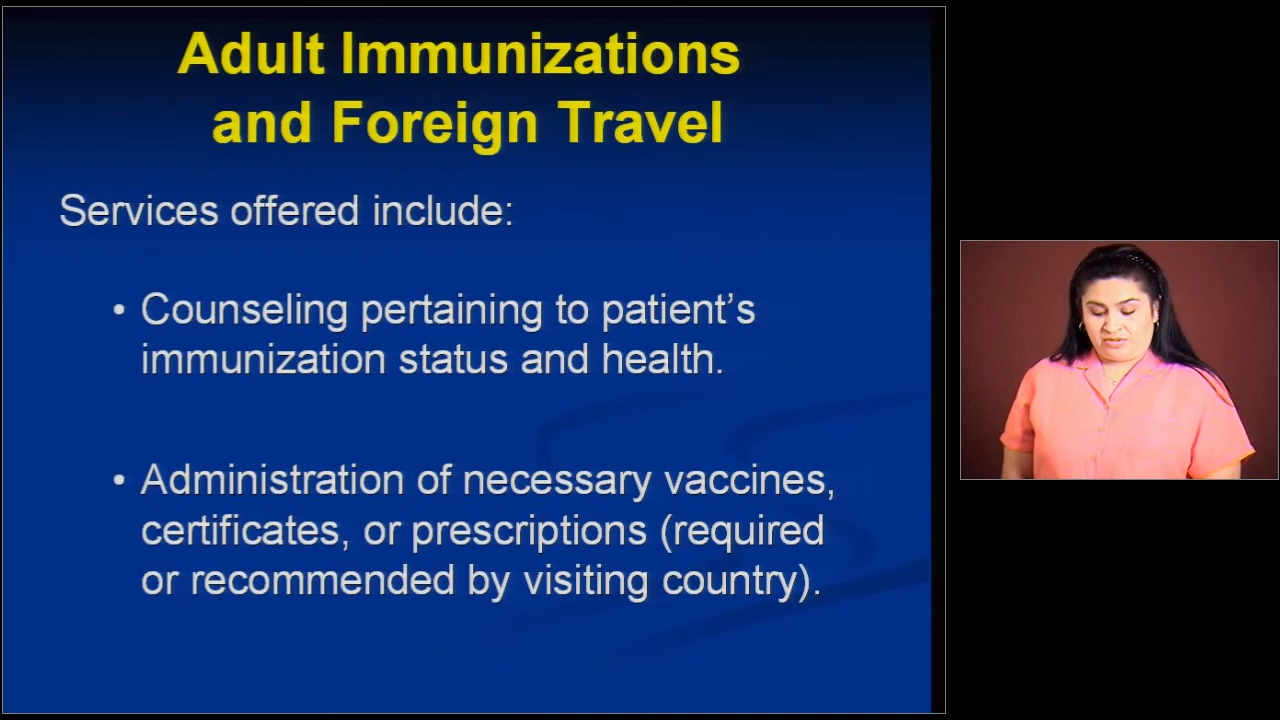 Adult Immunizations
and Foreign Travel
Services offered include:
• Counseling pertaining to patient’s
immunization status and health.
• Administration of necessary vaccines,
certificates, or prescriptions (required
or recommended by visiting country).